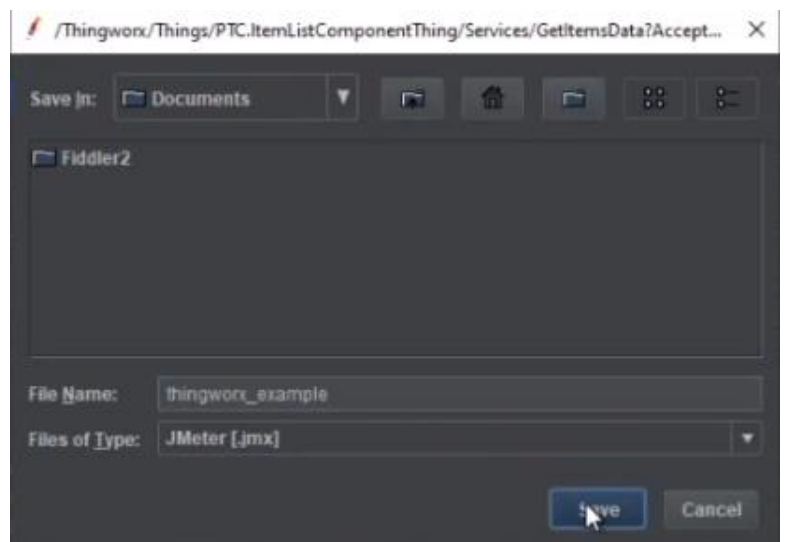 /Thingworx/Things/PTC.ItemListComponentThing/Services/GetItemsData?Accept...
Save In: Documents
Fiddler2
File Name: thingworx_example
Files of Type: JMeter [.jmx]
Save Cancel